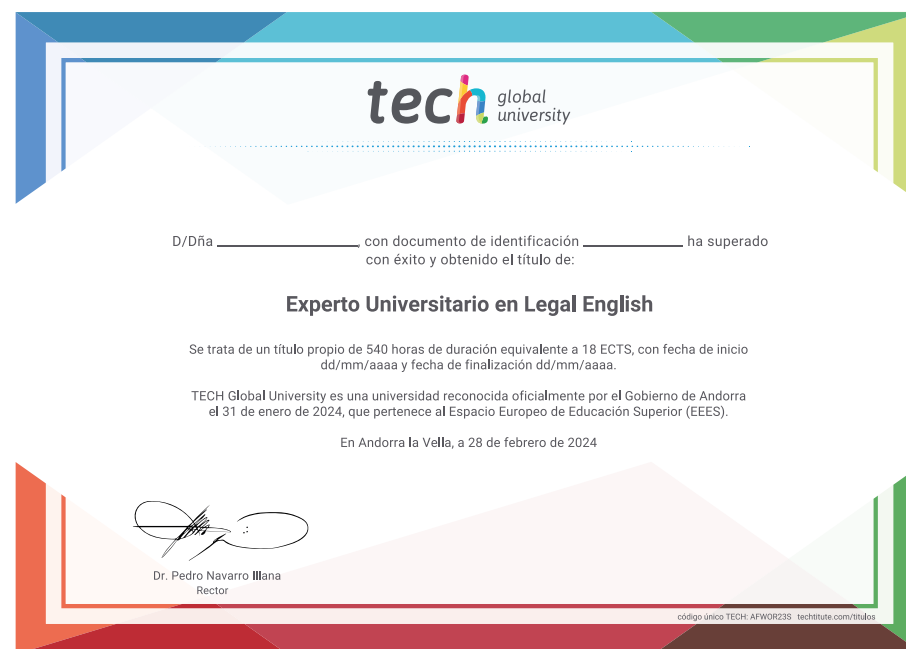 tech global
university
D/Dña ______________, con documento de identificación __________ ha superado
con éxito y obtenido el título de:
Experto Universitario en Legal English
Se trata de un título propio de 540 horas de duración equivalente a 18 ECTS, con fecha de inicio
dd/mm/aaaa y fecha de finalización dd/mm/aaaa.
TECH Global University es una universidad reconocida oficialmente por el Gobierno de Andorra
el 31 de enero de 2024, que pertenece al Espacio Europeo de Educación Superior (EEES).
En Andorra la Vella, a 28 de febrero de 2024
Dr. Pedro Navarro Illana
Rector
código único TECH: AFWOR23S techtitute.com/titulos